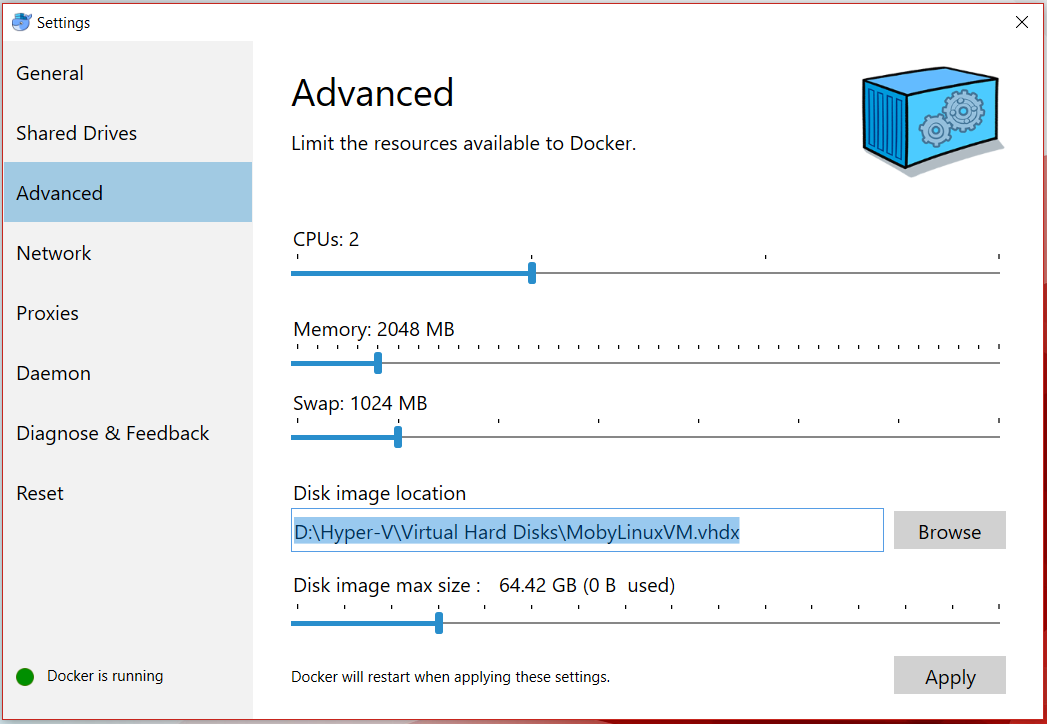 Settings
General
Shared Drives
Advanced
Network
Proxies
Daemon
Diagnose & Feedback
Reset
Docker is running
Advanced
Limit the resources available to Docker.
CPUs: 2
Memory: 2048 MB
Swap: 1024 MB
Disk image location
D:\Hyper-V\Virtual Hard Disks\MobyLinuxVM.vhdx
Browse
Disk image max size : 64.42 GB (0 B used)
Docker will restart when applying these settings.
Apply